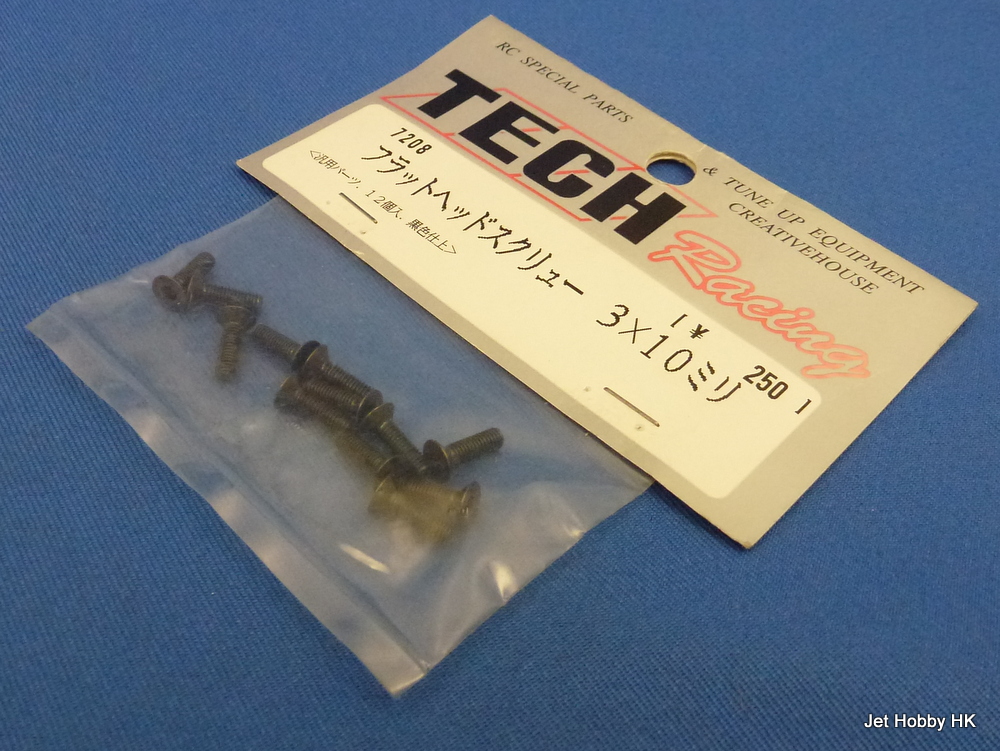 RC SPECIAL PARTS
& TUNE UP EQUIPMENT
CREATIVEHOUSE
TECH
Racing
7208
フラットヘッドスクリュー 3×10ミリ
<汎用パーツ、12個入、黒色仕上>
[ ¥ 250 ]
Jet Hobby HK